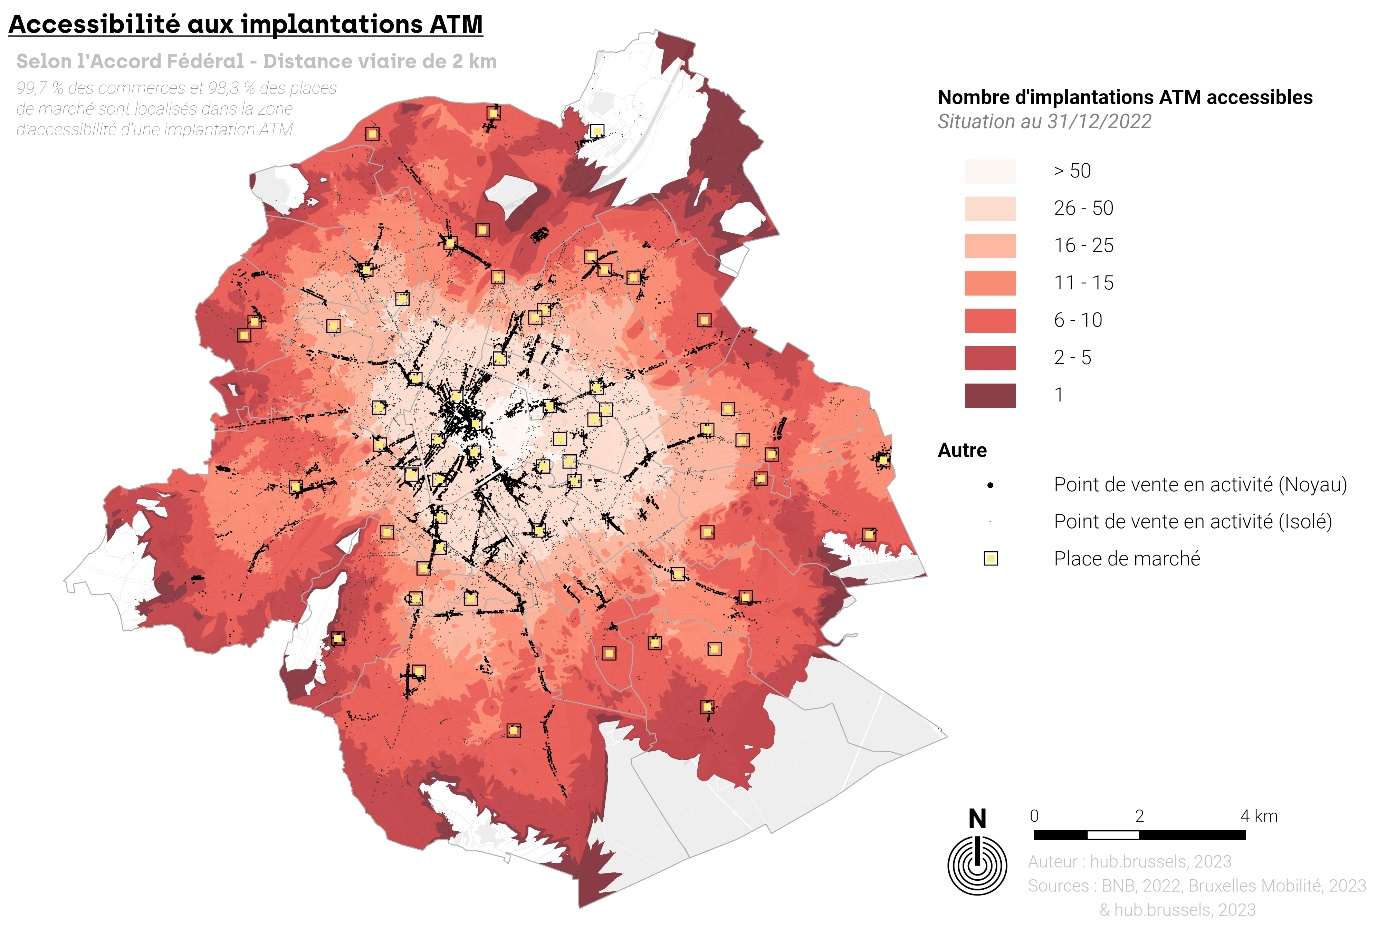 Accessibilité aux implantations ATM
Selon l'Accord Fédéral - Distance viaire de 2 km
99,7 % des commerces et 98,3 % des places
de marché sont localisés dans la zone
d'accessibilité d'une implantation ATM
Nombre d'implantations ATM accessibles
Situation au 31/12/2022
> 50
26 - 50
16 - 25
11 - 15
6 - 10
2 - 5
1
Autre
Point de vente en activité (Noyau)
Point de vente en activité (Isolé)
Place de marché
N
0 2 4 km
Auteur : hub.brussels, 2023
Sources : BNB, 2022, Bruxelles Mobilité, 2023
& hub.brussels, 2023